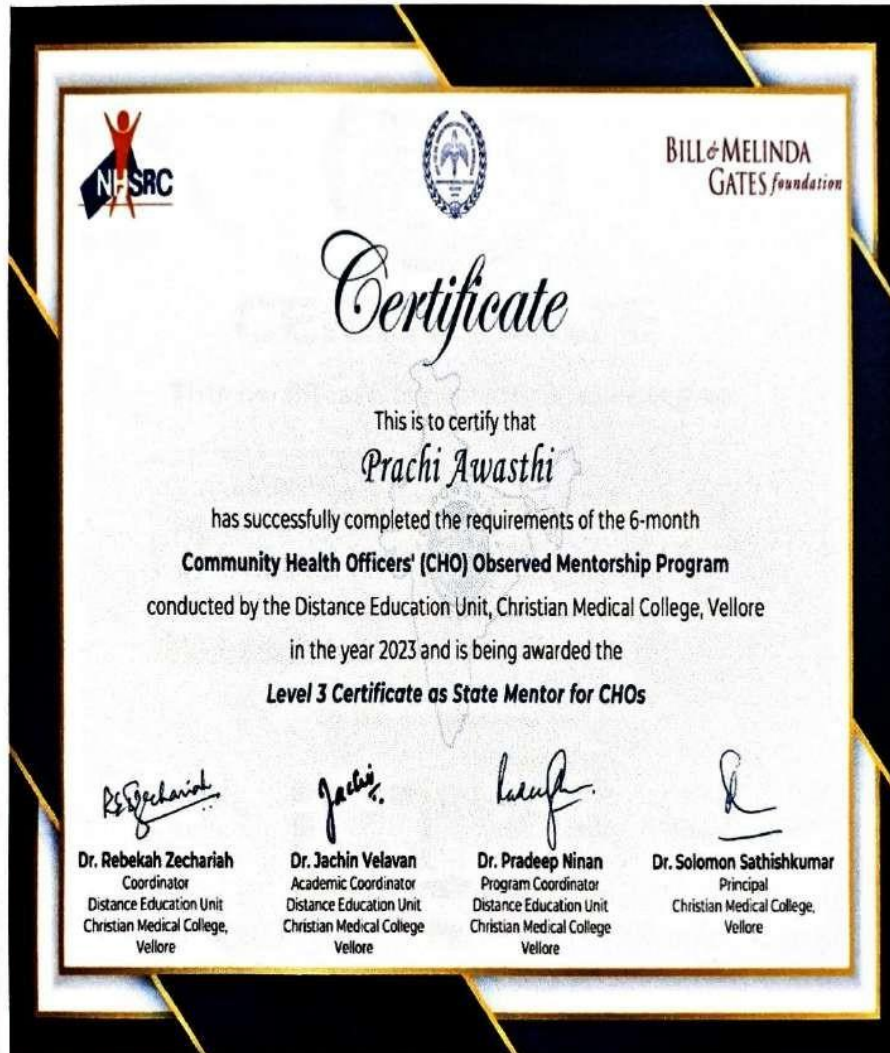 NHSRC
BILL & MELINDA
GATES foundation
Certificate
This is to certify that
Prachi Awasthi
has successfully completed the requirements of the 6-month
Community Health Officers' (CHO) Observed Mentorship Program
conducted by the Distance Education Unit, Christian Medical College, Vellore
in the year 2023 and is being awarded the
Level 3 Certificate as State Mentor for CHOs
Dr. Rebekah Zechariah
Coordinator
Distance Education Unit
Christian Medical College,
Vellore
Dr. Jachin Velavan
Academic Coordinator
Distance Education Unit
Christian Medical College
Vellore
Dr. Pradeep Ninan
Program Coordinator
Distance Education Unit
Christian Medical College
Vellore
Dr. Solomon Sathishkumar
Principal
Christian Medical College,
Vellore